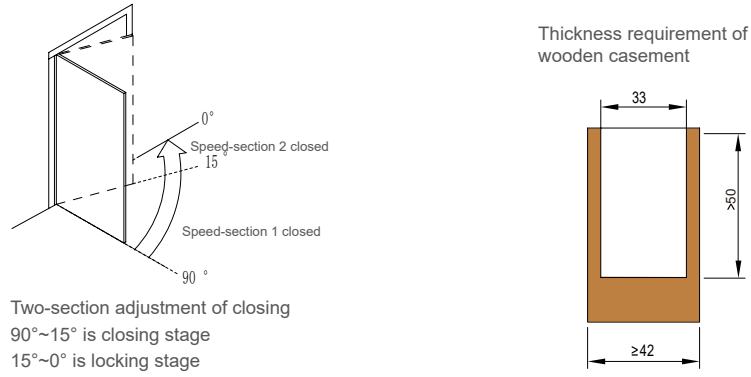 0°
Speed-section 2 closed
15 °
Speed-section 1 closed
90 °
Two-section adjustment of closing
90°~15° is closing stage
15°~0° is locking stage
Thickness requirement of
wooden casement
33
>50
≥42